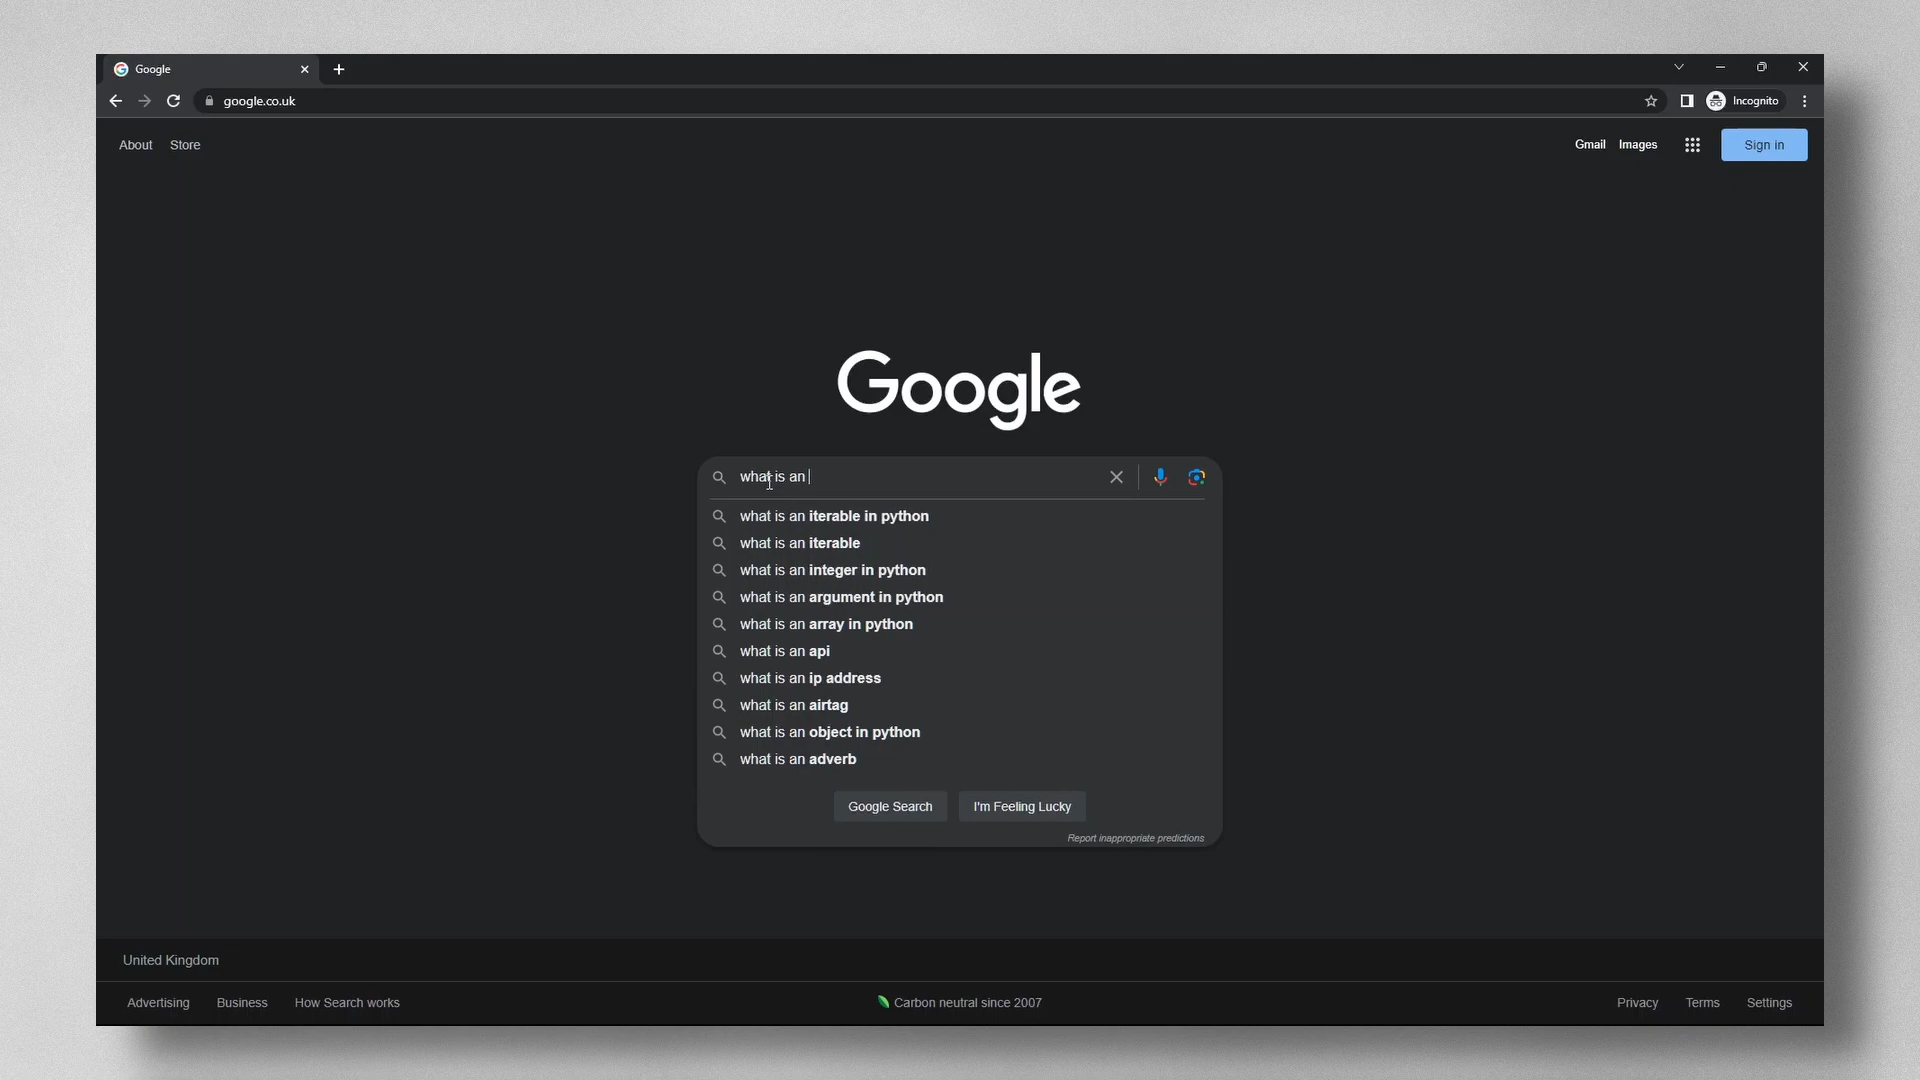 Google
google.co.uk
Incognito
About Store
Gmail Images
Sign in
Google
what is an
what is an iterable in python
what is an iterable
what is an integer in python
what is an argument in python
what is an array in python
what is an api
what is an ip address
what is an airtag
what is an object in python
what is an adverb
Google Search I'm Feeling Lucky
Report inappropriate predictions
United Kingdom
Advertising Business How Search works
Carbon neutral since 2007
Privacy Terms Settings